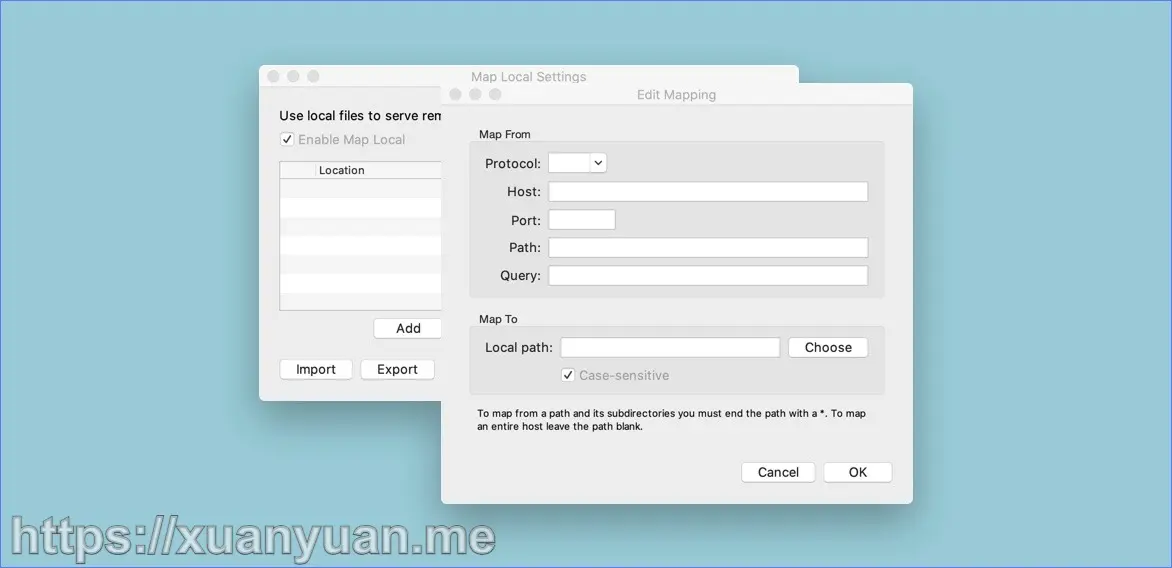 Map Local Settings
Use local files to serve rem
Enable Map Local
Location
Add
Import
Export
Edit Mapping
Map From
Protocol:
Host:
Port:
Path:
Query:
Map To
Local path:
Choose
Case-sensitive
To map from a path and its subdirectories you must end the path with a *. To map
an entire host leave the path blank.
Cancel
OK
https://xuanyuan.me